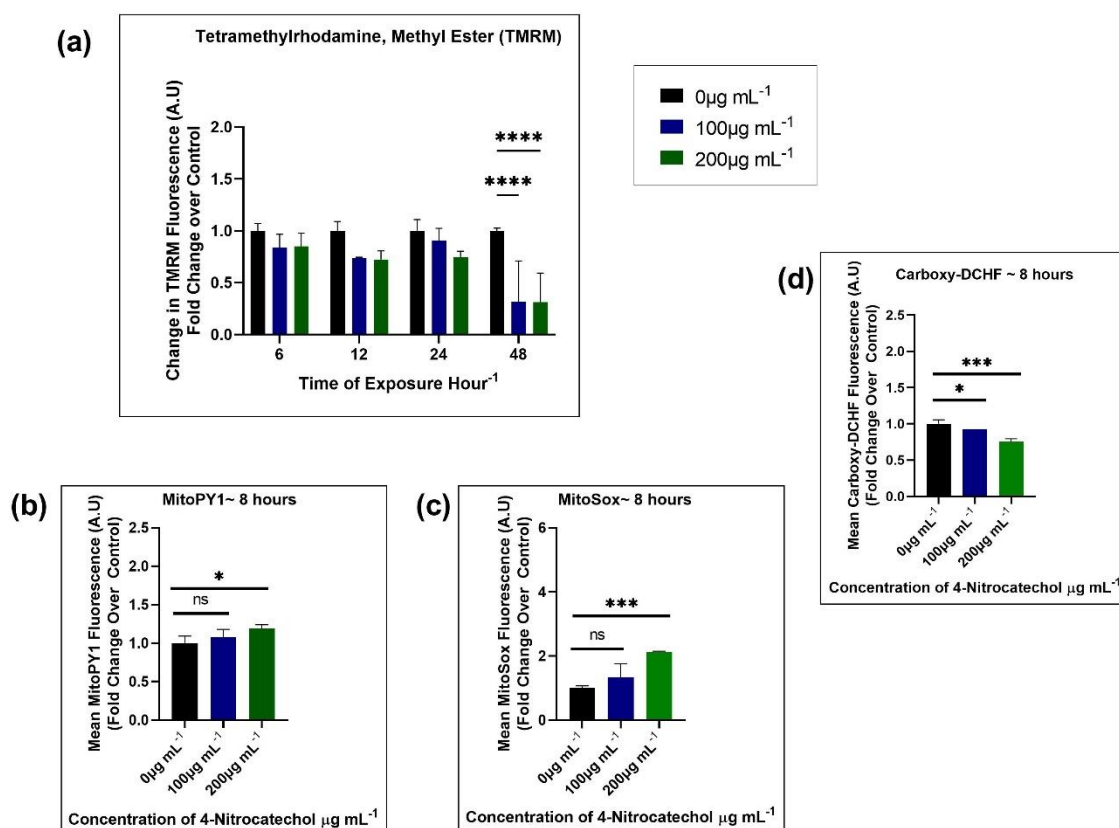 (a)
Tetramethylrhodamine, Methyl Ester (TMRM)
Change in TMRM Fluorescence (A.U)
Fold Change over Control
2.0
1.5
1.0
0.5
0.0
****
****
6 12 24 48
Time of Exposure Hour⁻¹
0µg mL⁻¹
100µg mL⁻¹
200µg mL⁻¹
(d)
Carboxy-DCHF ~ 8 hours
Mean Carboxy-DCHF Fluorescence (A.U)
(Fold Change Over Control)
2.5
2.0
1.5
1.0
0.5
0.0
***
*
0µg mL⁻¹
100µg mL⁻¹
200µg mL⁻¹
Concentration of 4-Nitrocatechol µg mL⁻¹
(b)
MitoPY1~ 8 hours
Mean MitoPY1 Fluorescence (A.U)
(Fold Change Over Control)
2.5
2.0
1.5
1.0
0.5
0.0
*
ns
0µg mL⁻¹
100µg mL⁻¹
200µg mL⁻¹
Concentration of 4-Nitrocatechol µg mL⁻¹
(c)
MitoSox~ 8 hours
Mean MitoSox Fluorescence (A.U)
(Fold Change Over Control)
6
4
2
0
***
ns
0µg mL⁻¹
100µg mL⁻¹
200µg mL⁻¹
Concentration of 4-Nitrocatechol µg mL⁻¹